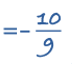 = - 10/9